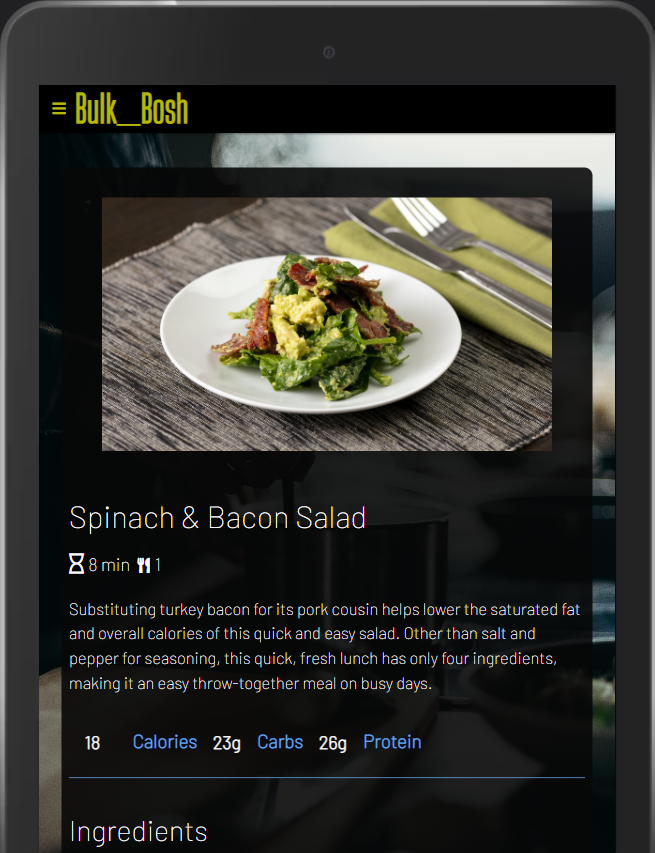 Bulk__Bosh
Spinach & Bacon Salad
8 min 1
Substituting turkey bacon for its pork cousin helps lower the saturated fat
and overall calories of this quick and easy salad. Other than salt and
pepper for seasoning, this quick, fresh lunch has only four ingredients,
making it an easy throw-together meal on busy days.
18 Calories 23g Carbs 26g Protein
Ingredients